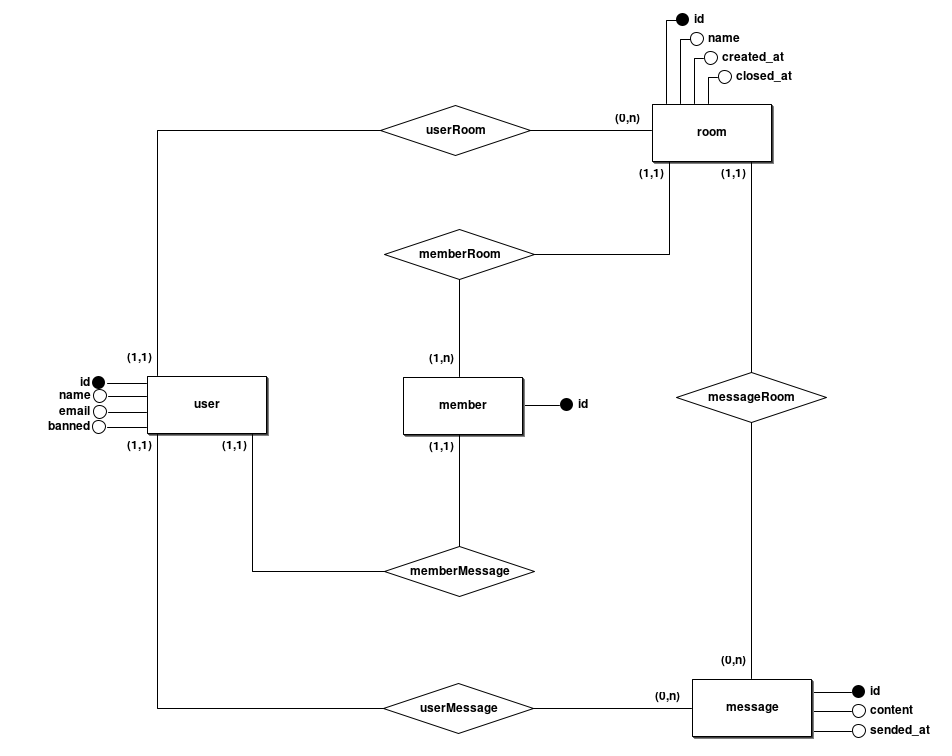 id
name
created_at
closed_at
userRoom
(0,n)
room
(1,1)
(1,1)
memberRoom
(1,1)
(1,n)
id
name
email
banned
user
member
id
messageRoom
(1,1)
(1,1)
(1,1)
memberMessage
(0,n)
(0,n)
userMessage
message
id
content
sended_at